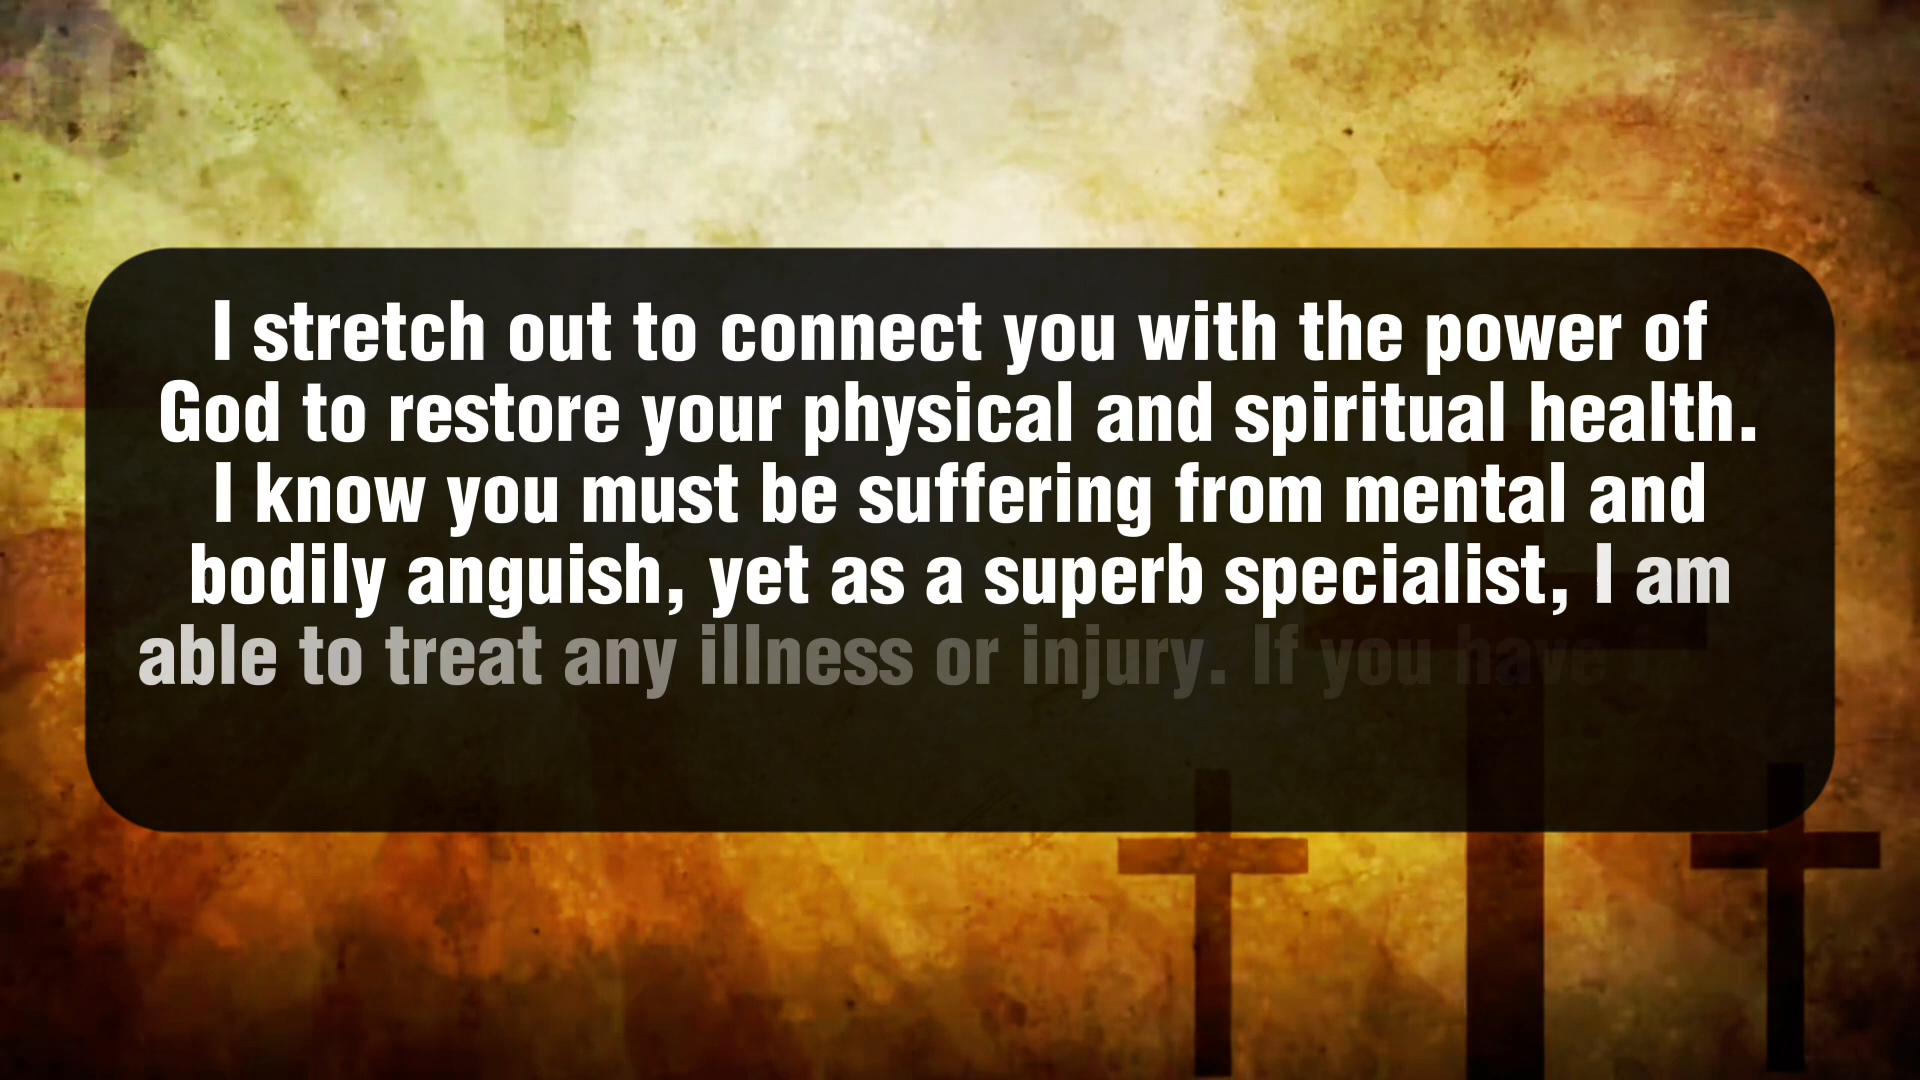 I stretch out to connect you with the power of
God to restore your physical and spiritual health.
I know you must be suffering from mental and
bodily anguish, yet as a superb specialist, I am
able to treat any illness or injury. If you have